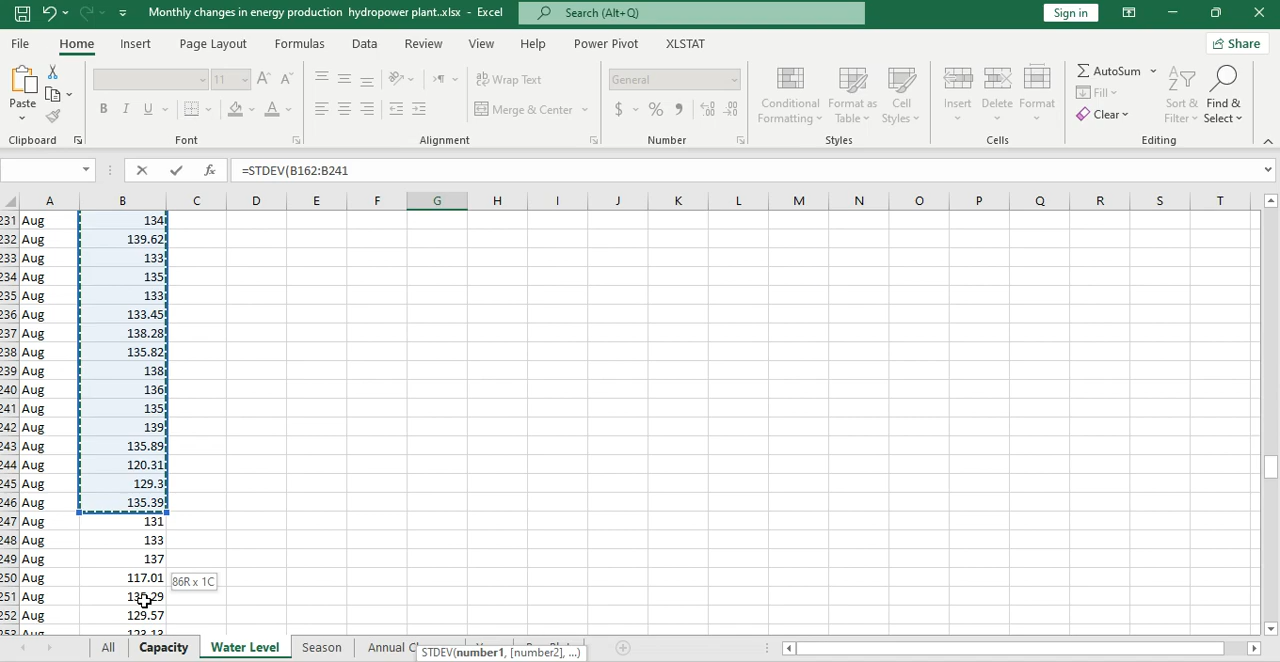 Monthly changes in energy production hydropower plant..xlsx - Excel
Search (Alt+Q)
Sign in
File Home Insert Page Layout Formulas Data Review View Help Power Pivot XLSTAT
Share
Paste
11
Wrap Text
Merge & Center
General
Conditional Formatting
Format as Table
Cell Styles
Insert
Delete
Format
AutoSum
Fill
Clear
Sort & Filter
Find & Select
Clipboard Font Alignment Number Styles Cells Editing
=STDEV(B162:B241
A B C D E F G H I J K L M N O P Q R S T
231 Aug 134
232 Aug 139.62
233 Aug 133
234 Aug 135
235 Aug 133
236 Aug 133.45
237 Aug 138.28
238 Aug 135.82
239 Aug 138
240 Aug 136
241 Aug 135
242 Aug 139
243 Aug 135.89
244 Aug 120.31
245 Aug 129.3
246 Aug 135.39
247 Aug 131
248 Aug 133
249 Aug 137
250 Aug 117.01
86R x 1C
251 Aug
252 Aug 129.57
253 Aug 123.13
All Capacity Water Level Season Annual
STDEV(number1, [number2], ...)